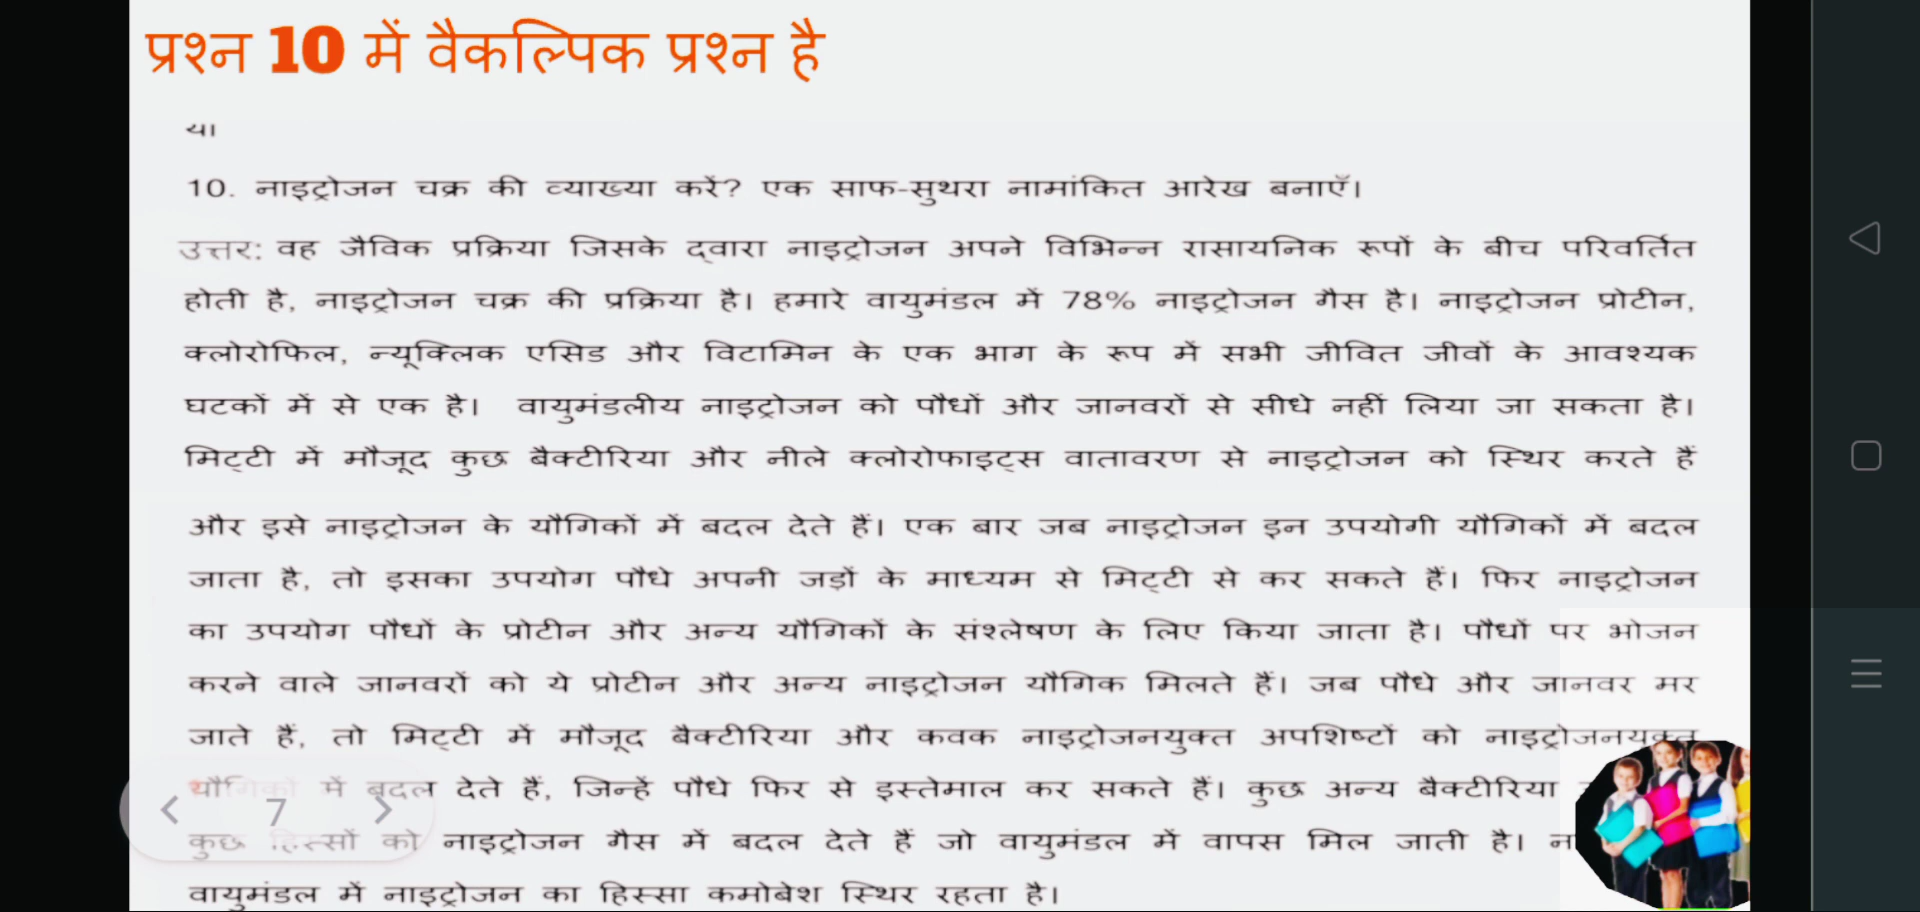 प्रश्न 10 में वैकल्पिक प्रश्न है
या
10. नाइट्रोजन चक्र की व्याख्या करें? एक साफ-सुथरा नामांकित आरेख बनाएँ।
उत्तर: वह जैविक प्रक्रिया जिसके द्वारा नाइट्रोजन अपने विभिन्न रासायनिक रूपों के बीच परिवर्तित
होती है, नाइट्रोजन चक्र की प्रक्रिया है। हमारे वायुमंडल में 78% नाइट्रोजन गैस है। नाइट्रोजन प्रोटीन,
क्लोरोफिल, न्यूक्लिक एसिड और विटामिन के एक भाग के रूप में सभी जीवित जीवों के आवश्यक
घटकों में से एक है। वायुमंडलीय नाइट्रोजन को पौधों और जानवरों से सीधे नहीं लिया जा सकता है।
मिट्टी में मौजूद कुछ बैक्टीरिया और नीले क्लोरोफाइट्स वातावरण से नाइट्रोजन को स्थिर करते हैं
और इसे नाइट्रोजन के यौगिकों में बदल देते हैं। एक बार जब नाइट्रोजन इन उपयोगी यौगिकों में बदल
जाता है, तो इसका उपयोग पौधे अपनी जड़ों के माध्यम से मिट्टी से कर सकते हैं। फिर नाइट्रोजन
का उपयोग पौधों के प्रोटीन और अन्य यौगिकों के संश्लेषण के लिए किया जाता है। पौधों पर भोजन
करने वाले जानवरों को ये प्रोटीन और अन्य नाइट्रोजन यौगिक मिलते हैं। जब पौधे और जानवर मर
जाते हैं, तो मिट्टी में मौजूद बैक्टीरिया और कवक नाइट्रोजनयुक्त अपशिष्टों को नाइट्रोजनयुक्त
यौगिकों में बदल देते हैं, जिन्हें पौधे फिर से इस्तेमाल कर सकते हैं। कुछ अन्य बैक्टीरिया
कुछ हिस्सों को नाइट्रोजन गैस में बदल देते हैं जो वायुमंडल में वापस मिल जाती है।
वायुमंडल में नाइट्रोजन का हिस्सा कमोबेश स्थिर रहता है।
7